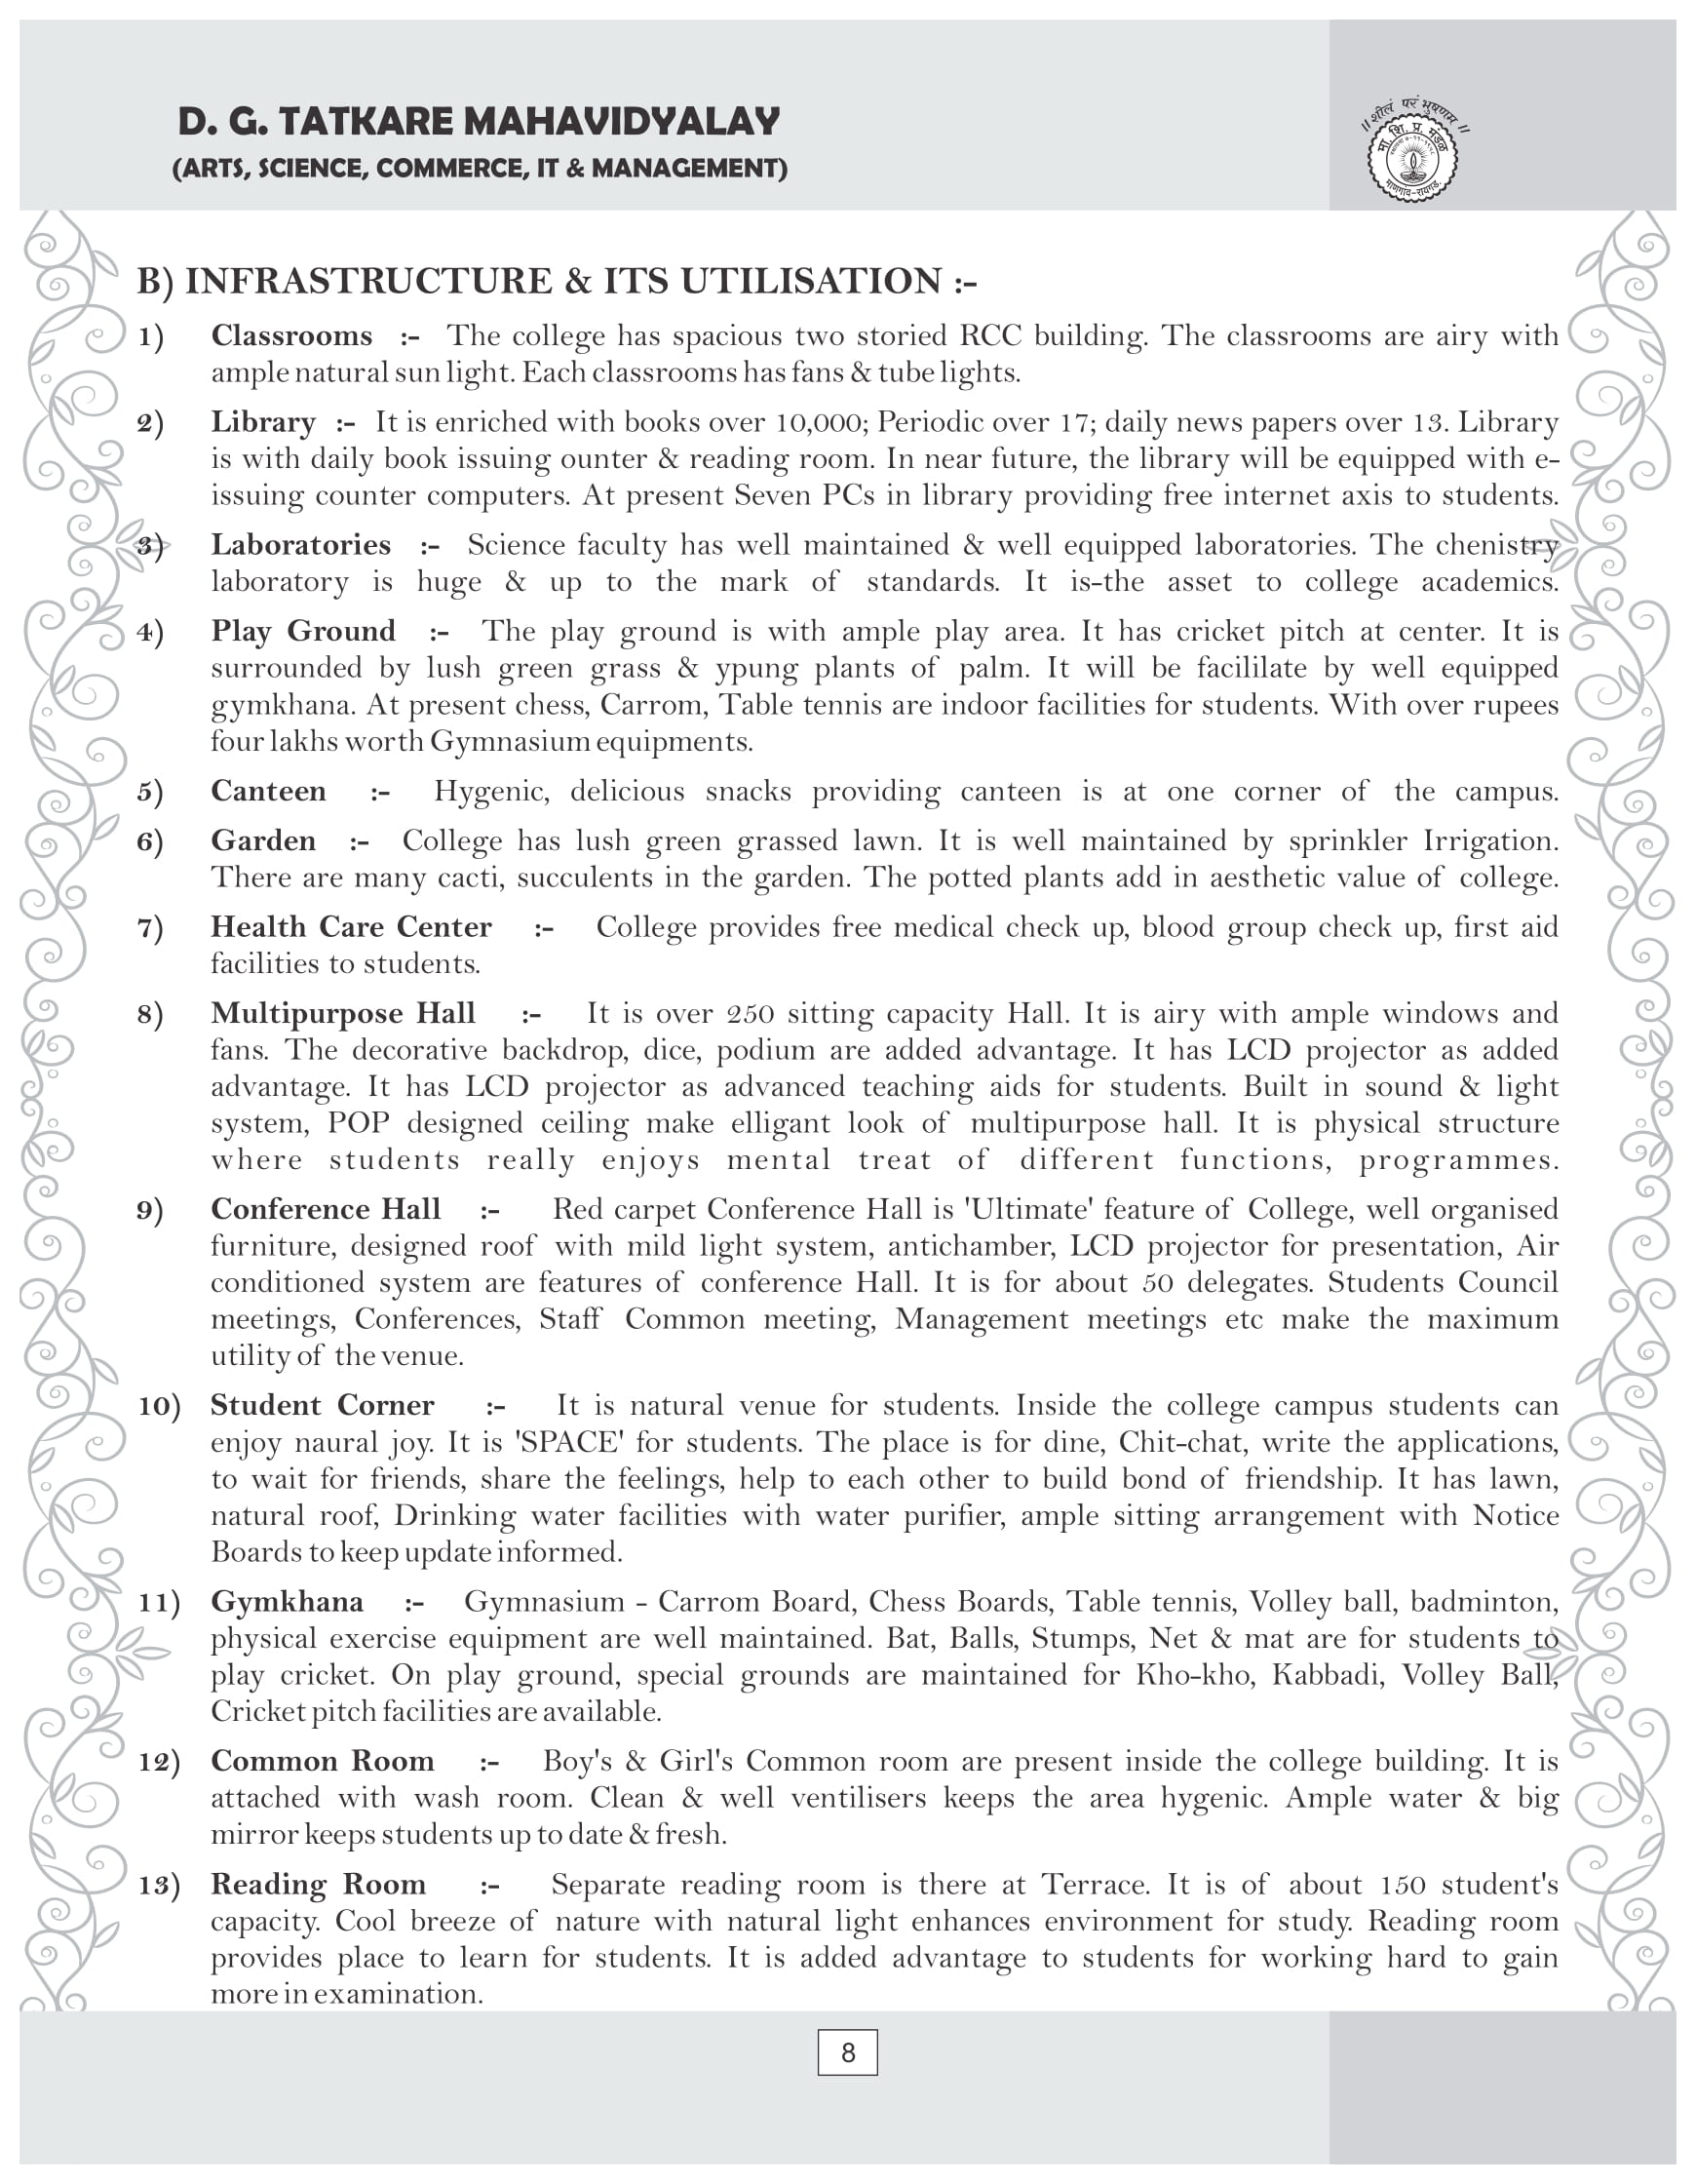 D. G. TATKARE MAHAVIDYALAY
(ARTS, SCIENCE, COMMERCE, IT & MANAGEMENT)
॥ शीलं परं भुषणम ॥
मा. शि. प्र. मंडळ
माणगाव-रायगड.
B) INFRASTRUCTURE & ITS UTILISATION :-
1) Classrooms :- The college has spacious two storied RCC building. The classrooms are airy with
ample natural sun light. Each classrooms has fans & tube lights.
2) Library :- It is enriched with books over 10,000; Periodic over 17; daily news papers over 13. Library
is with daily book issuing ounter & reading room. In near future, the library will be equipped with e-
issuing counter computers. At present Seven PCs in library providing free internet axis to students.
3) Laboratories :- Science faculty has well maintained & well equipped laboratories. The chenistry
laboratory is huge & up to the mark of standards. It is-the asset to college academics.
4) Play Ground :- The play ground is with ample play area. It has cricket pitch at center. It is
surrounded by lush green grass & ypung plants of palm. It will be facililate by well equipped
gymkhana. At present chess, Carrom, Table tennis are indoor facilities for students. With over rupees
four lakhs worth Gymnasium equipments.
5) Canteen :- Hygenic, delicious snacks providing canteen is at one corner of the campus.
6) Garden :- College has lush green grassed lawn. It is well maintained by sprinkler Irrigation.
There are many cacti, succulents in the garden. The potted plants add in aesthetic value of college.
7) Health Care Center :- College provides free medical check up, blood group check up, first aid
facilities to students.
8) Multipurpose Hall :- It is over 250 sitting capacity Hall. It is airy with ample windows and
fans. The decorative backdrop, dice, podium are added advantage. It has LCD projector as added
advantage. It has LCD projector as advanced teaching aids for students. Built in sound & light
system, POP designed ceiling make elligant look of multipurpose hall. It is physical structure
where students really enjoys mental treat of different functions, programmes.
9) Conference Hall :- Red carpet Conference Hall is 'Ultimate' feature of College, well organised
furniture, designed roof with mild light system, antichamber, LCD projector for presentation, Air
conditioned system are features of conference Hall. It is for about 50 delegates. Students Council
meetings, Conferences, Staff Common meeting, Management meetings etc make the maximum
utility of the venue.
10) Student Corner :- It is natural venue for students. Inside the college campus students can
enjoy naural joy. It is 'SPACE' for students. The place is for dine, Chit-chat, write the applications,
to wait for friends, share the feelings, help to each other to build bond of friendship. It has lawn,
natural roof, Drinking water facilities with water purifier, ample sitting arrangement with Notice
Boards to keep update informed.
11) Gymkhana :- Gymnasium - Carrom Board, Chess Boards, Table tennis, Volley ball, badminton,
physical exercise equipment are well maintained. Bat, Balls, Stumps, Net & mat are for students to
play cricket. On play ground, special grounds are maintained for Kho-kho, Kabbadi, Volley Ball,
Cricket pitch facilities are available.
12) Common Room :- Boy's & Girl's Common room are present inside the college building. It is
attached with wash room. Clean & well ventilisers keeps the area hygenic. Ample water & big
mirror keeps students up to date & fresh.
13) Reading Room :- Separate reading room is there at Terrace. It is of about 150 student's
capacity. Cool breeze of nature with natural light enhances environment for study. Reading room
provides place to learn for students. It is added advantage to students for working hard to gain
more in examination.
8